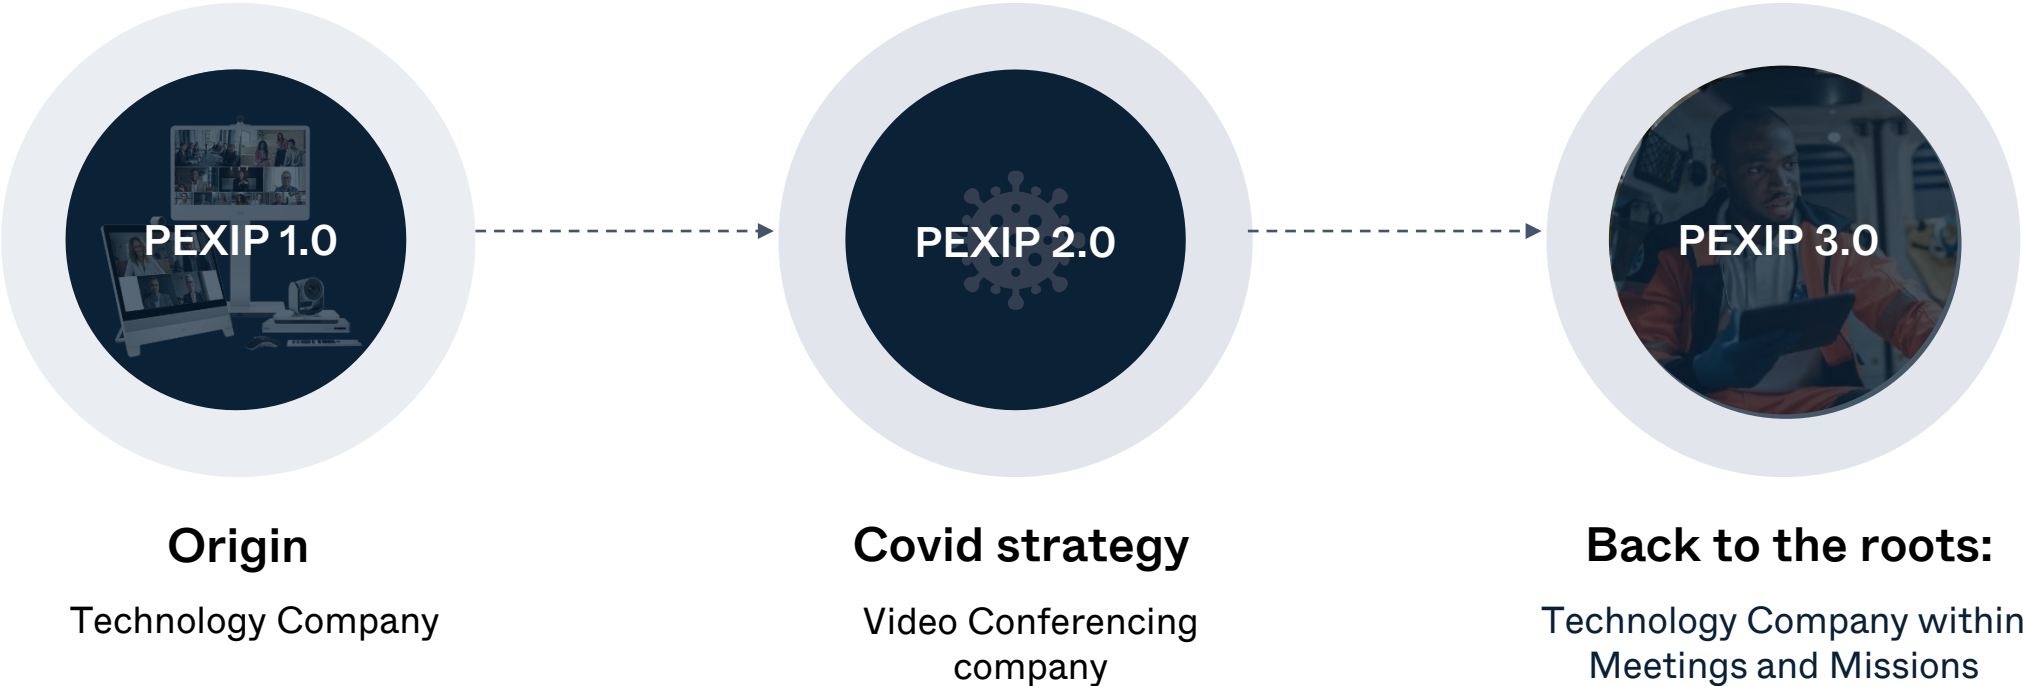 PEXIP 1.0
PEXIP 2.0
PEXIP 3.0
Origin
Technology Company
Covid strategy
Video Conferencing
company
Back to the roots:
Technology Company within
Meetings and Missions